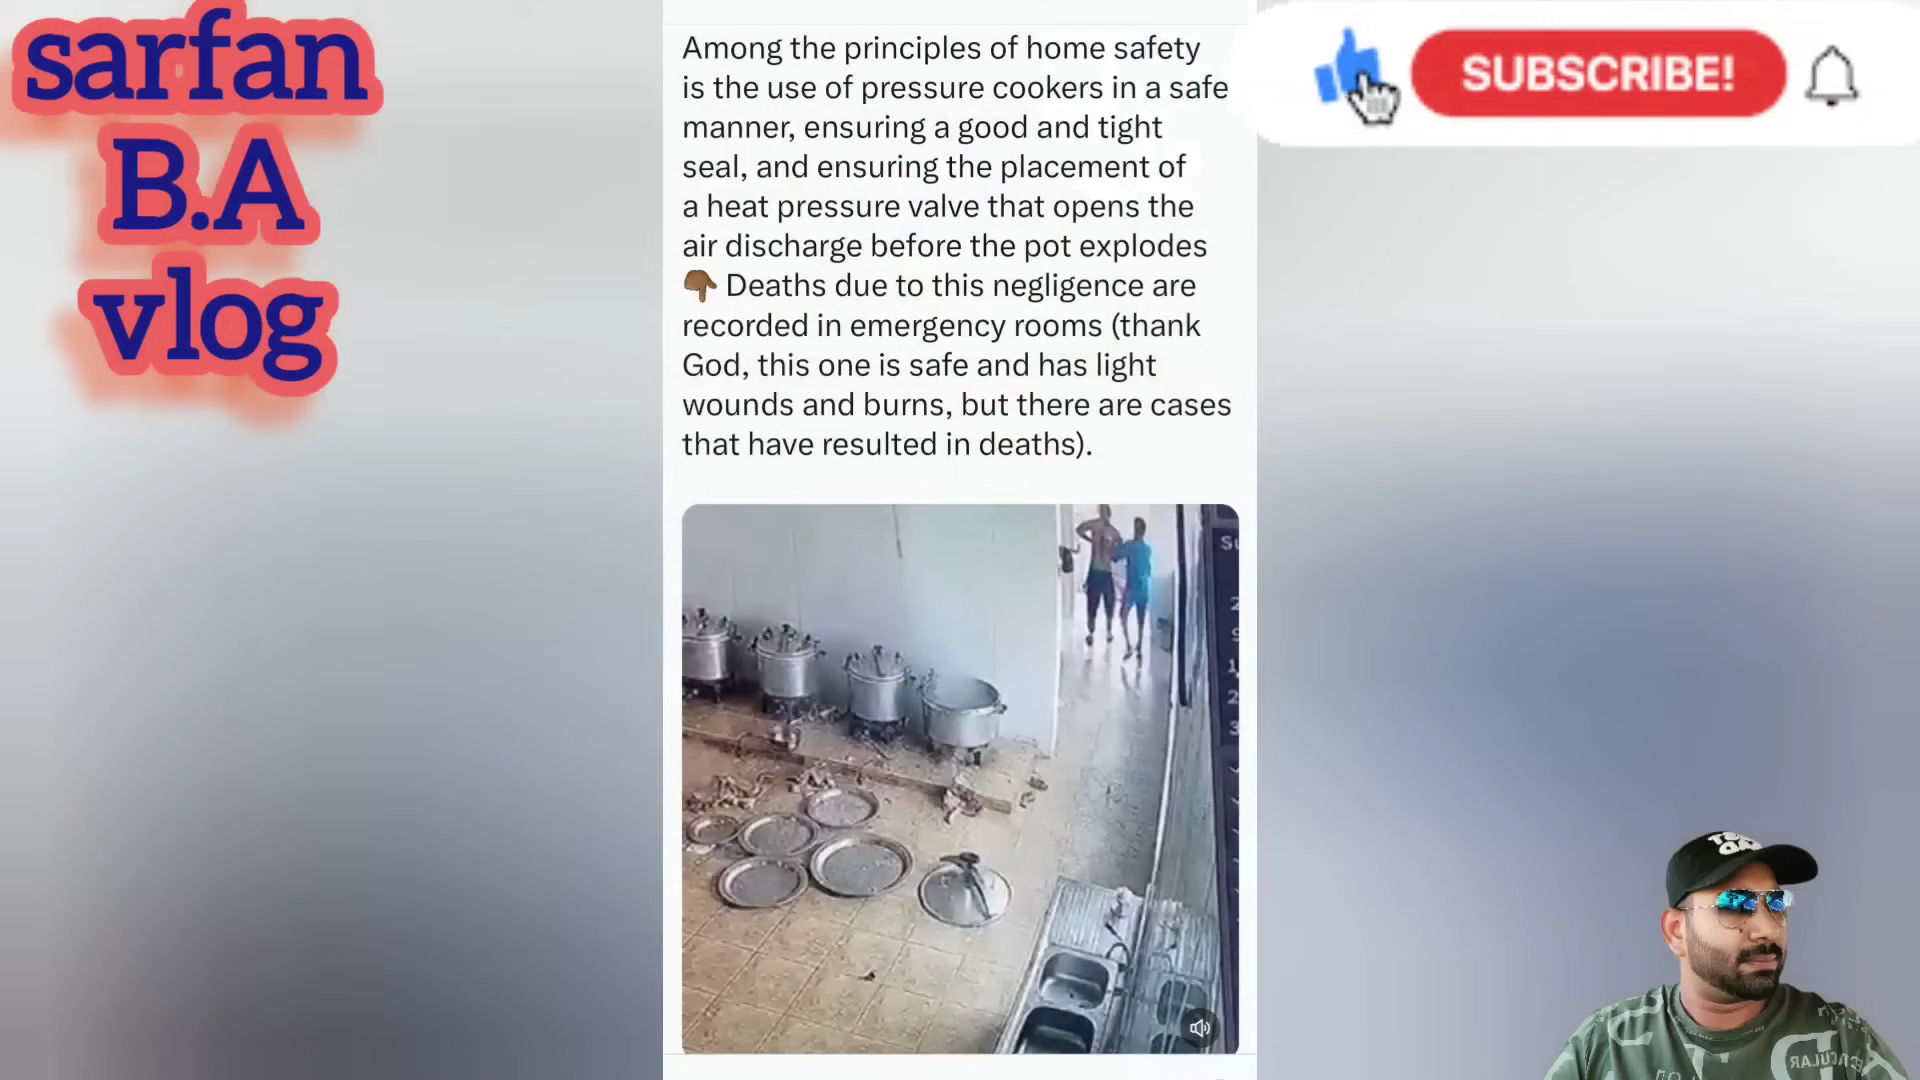 sarfan
B.A
vlog
Among the principles of home safety
is the use of pressure cookers in a safe
manner, ensuring a good and tight
seal, and ensuring the placement of
a heat pressure valve that opens the
air discharge before the pot explodes
👇🏾 Deaths due to this negligence are
recorded in emergency rooms (thank
God, this one is safe and has light
wounds and burns, but there are cases
that have resulted in deaths).
SUBSCRIBE!